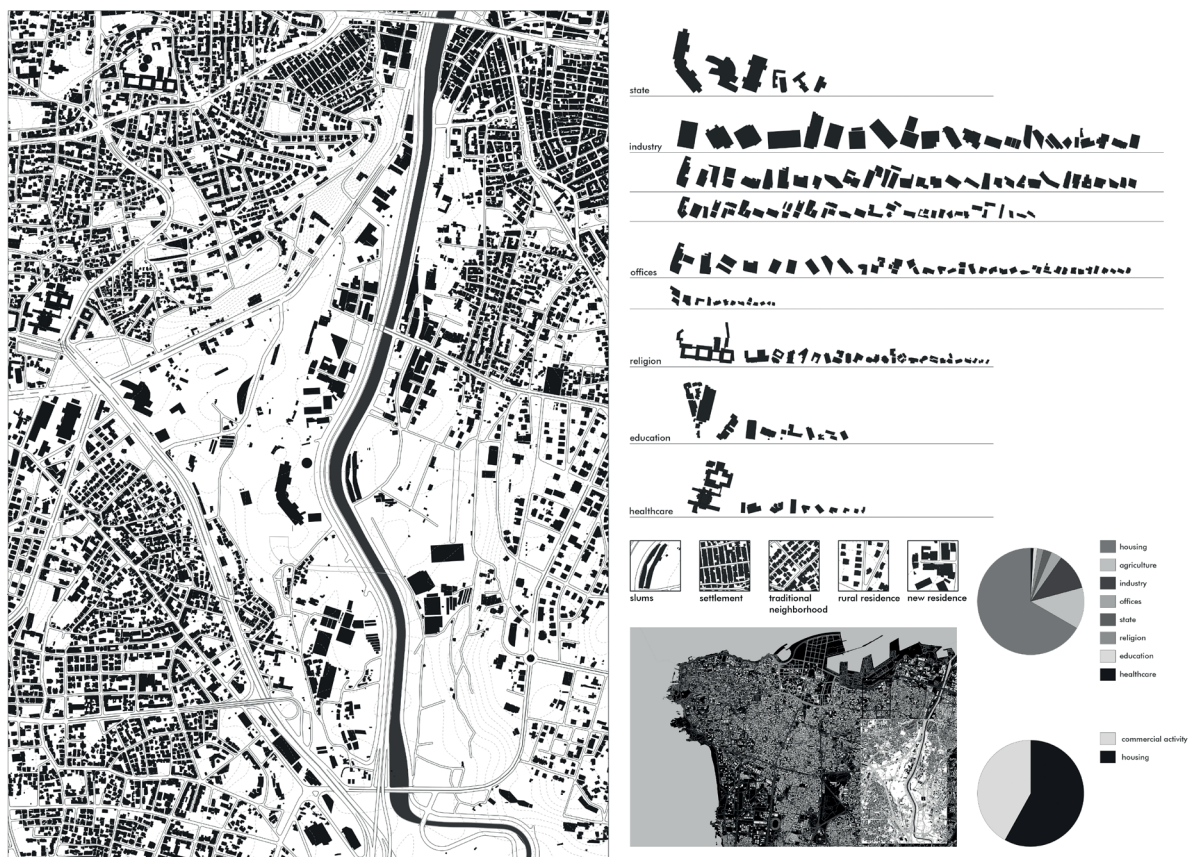 state
industry
offices
religion
education
healthcare
slums
settlement
traditional
neighborhood
rural residence
new residence
housing
agriculture
industry
offices
state
religion
education
healthcare
commercial activity
housing